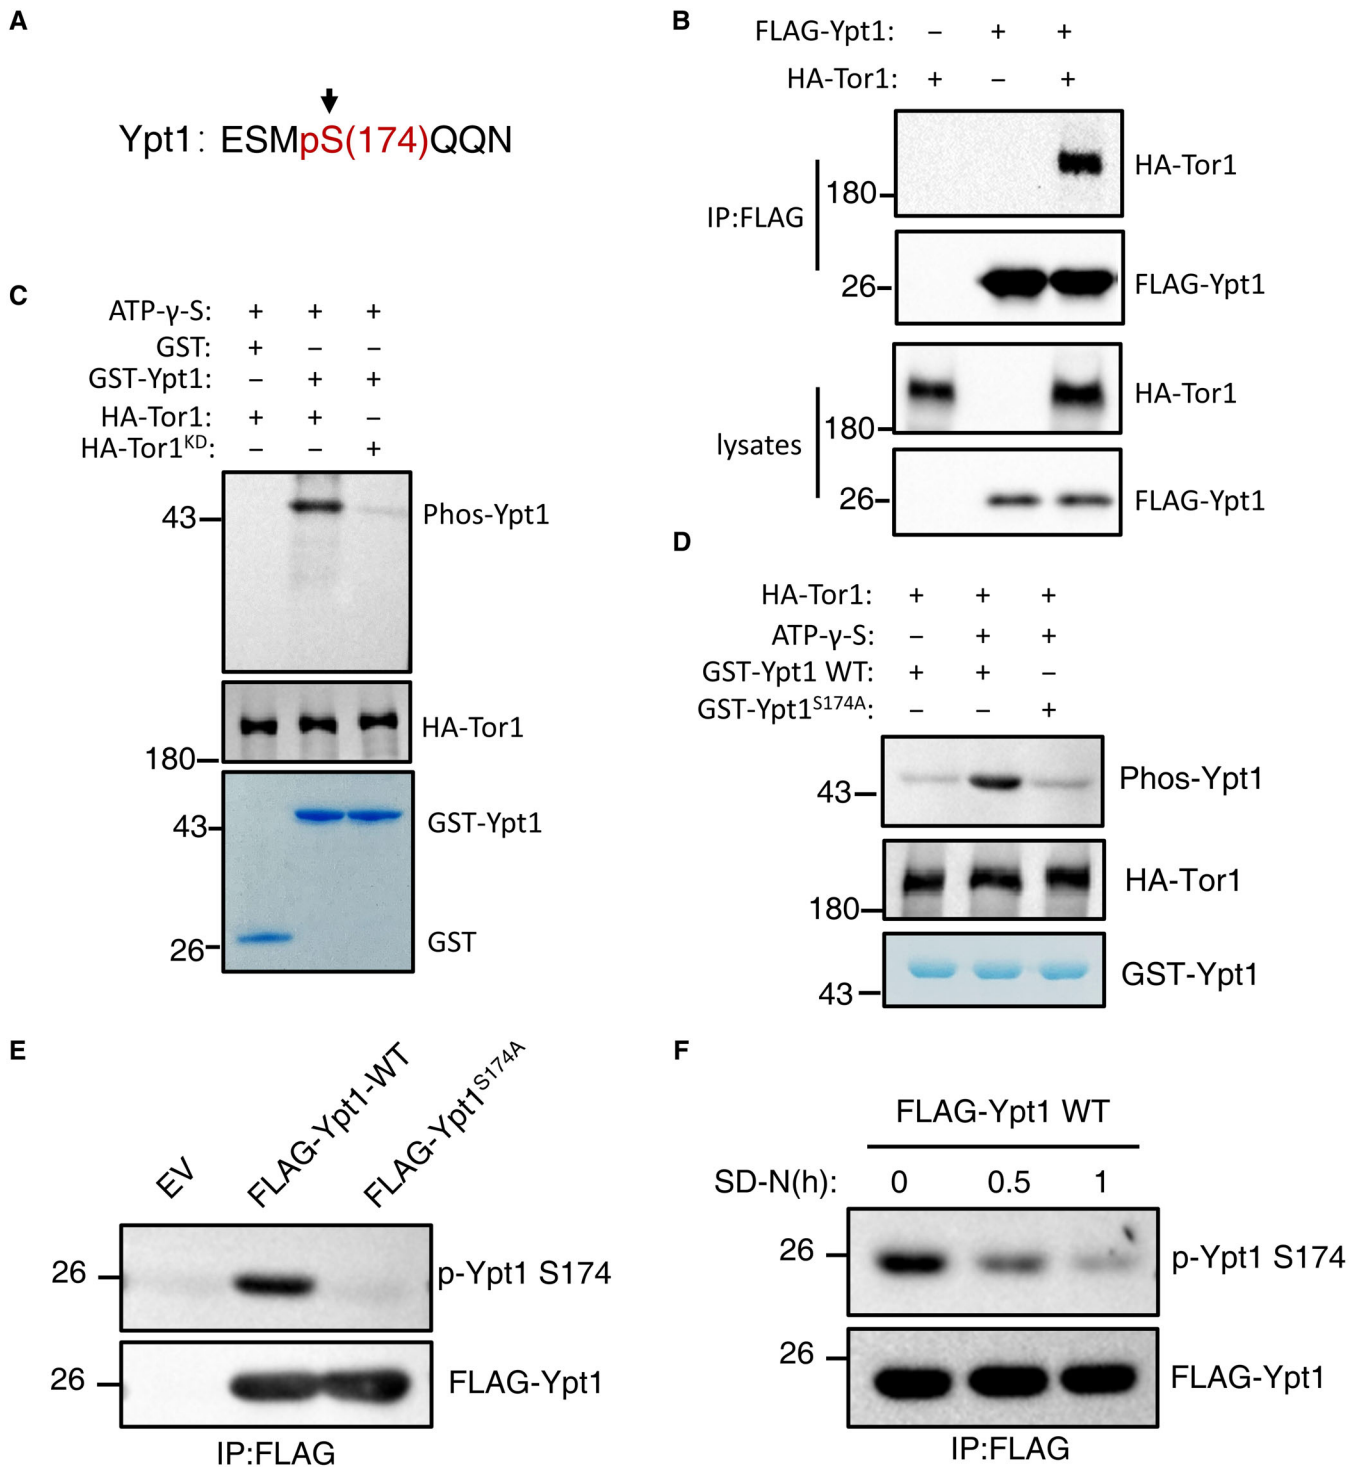 A
Ypt1: ESMpS(174)QQN
B
FLAG-Ypt1: – + +
HA-Tor1: + – +
IP:FLAG
180
HA-Tor1
26
FLAG-Ypt1
lysates
180
HA-Tor1
26
FLAG-Ypt1
C
ATP-γ-S: + + +
GST: + – –
GST-Ypt1: – + +
HA-Tor1: + + –
HA-Tor1KD: – – +
43
Phos-Ypt1
HA-Tor1
180
43
GST-Ypt1
26
GST
D
HA-Tor1: + + +
ATP-γ-S: – + +
GST-Ypt1 WT: + + –
GST-Ypt1S174A: – – +
43
Phos-Ypt1
HA-Tor1
180
GST-Ypt1
43
E
EV
FLAG-Ypt1-WT
FLAG-Ypt1S174A
26
p-Ypt1 S174
26
FLAG-Ypt1
IP:FLAG
F
FLAG-Ypt1 WT
SD-N(h): 0 0.5 1
26
p-Ypt1 S174
26
FLAG-Ypt1
IP:FLAG